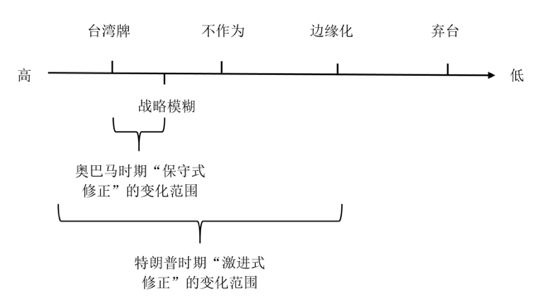 台湾牌 不作为 边缘化 弃台
高 低
战略模糊
奥巴马时期“保守式
修正”的变化范围
特朗普时期“激进式
修正”的变化范围